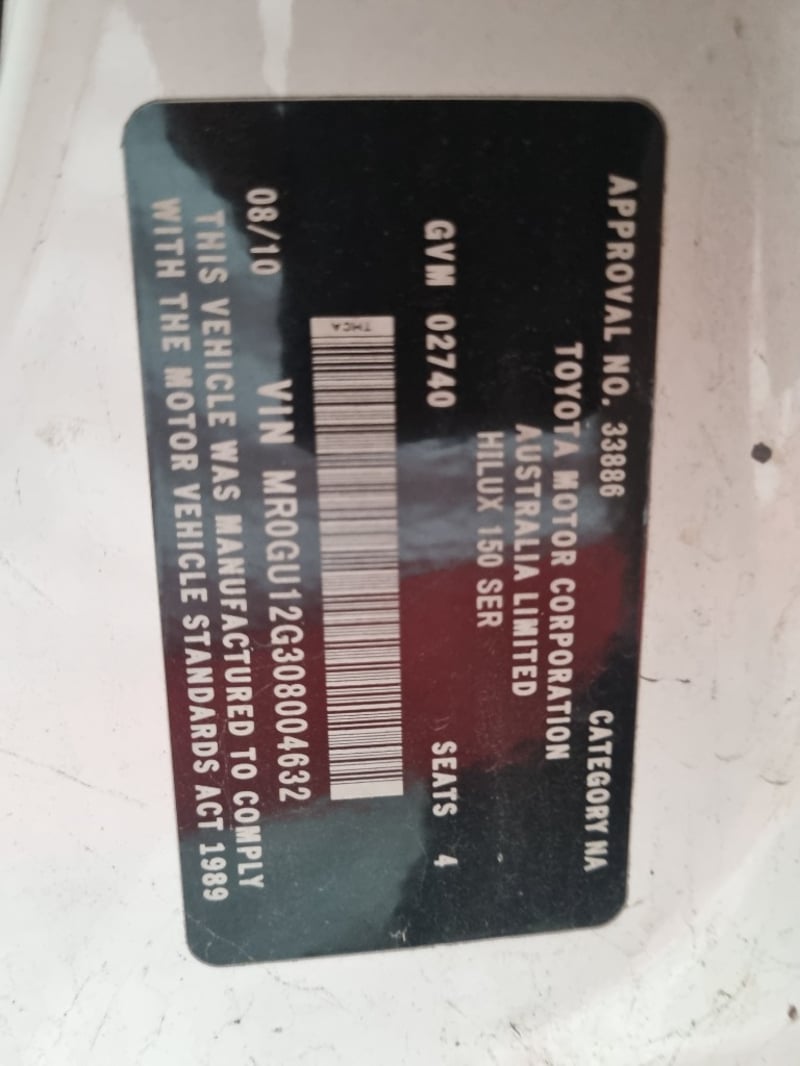 APPROVAL NO. 33886 CATEGORY NA
TOYOTA MOTOR CORPORATION
AUSTRALIA LIMITED
HILUX 150 SER
GVM 02740 SEATS 4
TMCA
VIN MR0GU12G308004632
08/10
THIS VEHICLE WAS MANUFACTURED TO COMPLY
WITH THE MOTOR VEHICLE STANDARDS ACT 1989